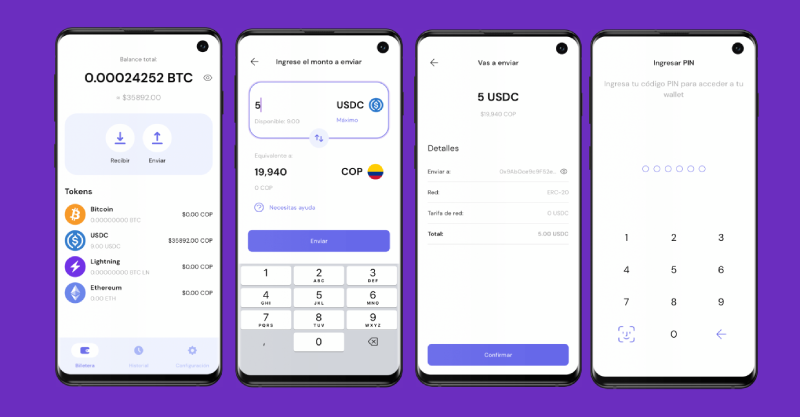 Balance total
0.00024252 BTC
≈ $35892.00
Recibir
Enviar
Tokens
Bitcoin
0.00000000 BTC
$0.00 COP
USDC
9.00 USDC
$35892.00 COP
Lightning
0.00000000 BTC LN
$0.00 COP
Ethereum
0.00 ETH
$0.00 COP
Billetera
Historial
Configuración
Ingrese el monto a enviar
5
USDC
Disponible: 9.00
Máximo
Equivalente a
19,940
COP
0 COP
Necesitas ayuda
Enviar
1
2
ABC
3
DEF
4
GHI
5
JKL
6
MNO
7
PQRS
8
TUV
9
WXYZ
0
Vas a enviar
5 USDC
$19,940 COP
Detalles
Enviar a:
Red:
ERC-20
Tarifa de red:
0 USDC
Total:
5.00 USDC
Confirmar
Ingresar PIN
Ingresa tu código PIN para acceder a tu
wallet
1 2 3
4 5 6
7 8 9
0